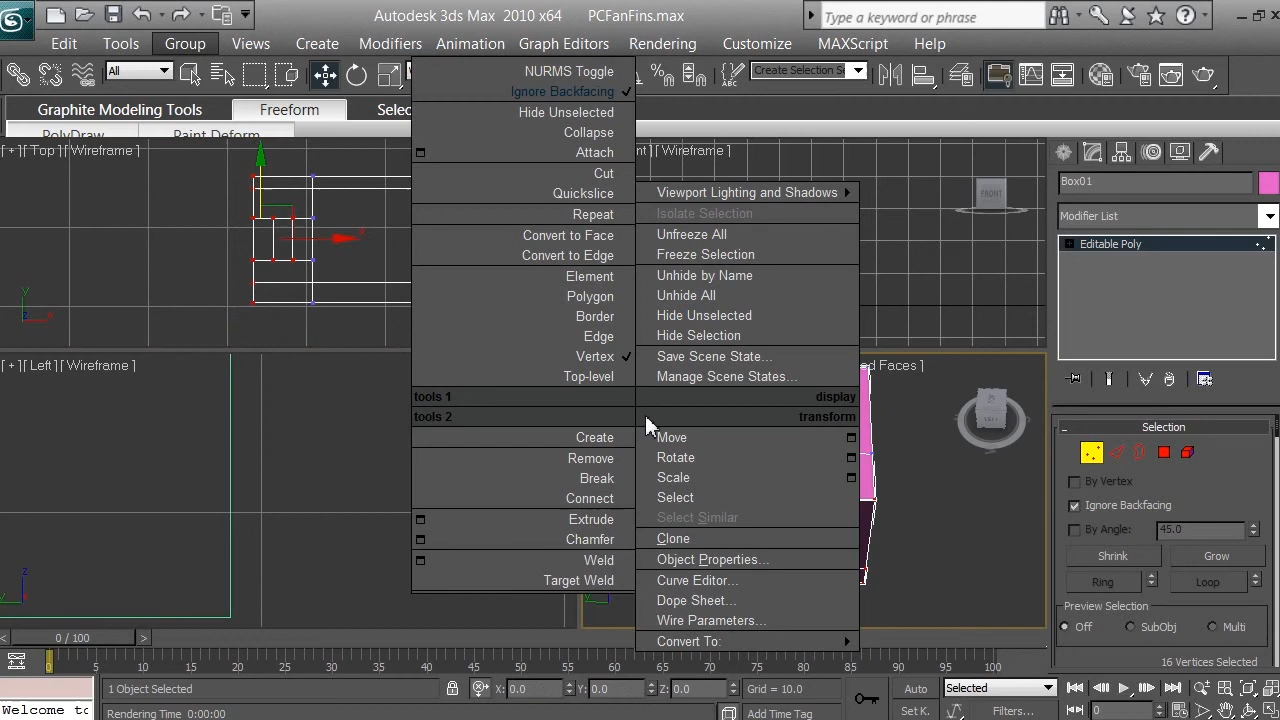 Autodesk 3ds Max 2010 x64 PCFanFins.max
Type a keyword or phrase
Edit Tools Group Views Create Modifiers Animation Graph Editors Rendering Customize MAXScript Help
All
Create Selection Se
Graphite Modeling Tools Freeform Selec
PolyDraw Paint Deform
[ + ] [ Top ] [ Wireframe ]
nt ] [ Wireframe ]
FRONT
[ + ] [ Left ] [ Wireframe ]
ed Faces ]
y
x
y
x
z
NURMS Toggle
Ignore Backfacing
Hide Unselected
Collapse
Attach
Cut
Quickslice
Repeat
Convert to Face
Convert to Edge
Element
Polygon
Border
Edge
Vertex
Top-level
tools 1
tools 2
Create
Remove
Break
Connect
Extrude
Chamfer
Weld
Target Weld
Viewport Lighting and Shadows
Isolate Selection
Unfreeze All
Freeze Selection
Unhide by Name
Unhide All
Hide Unselected
Hide Selection
Save Scene State...
Manage Scene States...
display
transform
Move
Rotate
Scale
Select
Select Similar
Clone
Object Properties...
Curve Editor...
Dope Sheet...
Wire Parameters...
Convert To:
Box01
Modifier List
Editable Poly
Selection
By Vertex
Ignore Backfacing
By Angle: 45.0
Shrink Grow
Ring Loop
Preview Selection
Off SubObj Multi
16 Vertices Selected
< 0 / 100 >
0 5 10 15 20 25 30 35 40 45 50 55 60 65 70 75 80 85 90 95 100
1 Object Selected X: 0.0 Y: 0.0 Z: 0.0 Grid = 10.0 Auto Selected
Welcome to Rendering Time 0:00:00 Add Time Tag Set K. Filters... 0